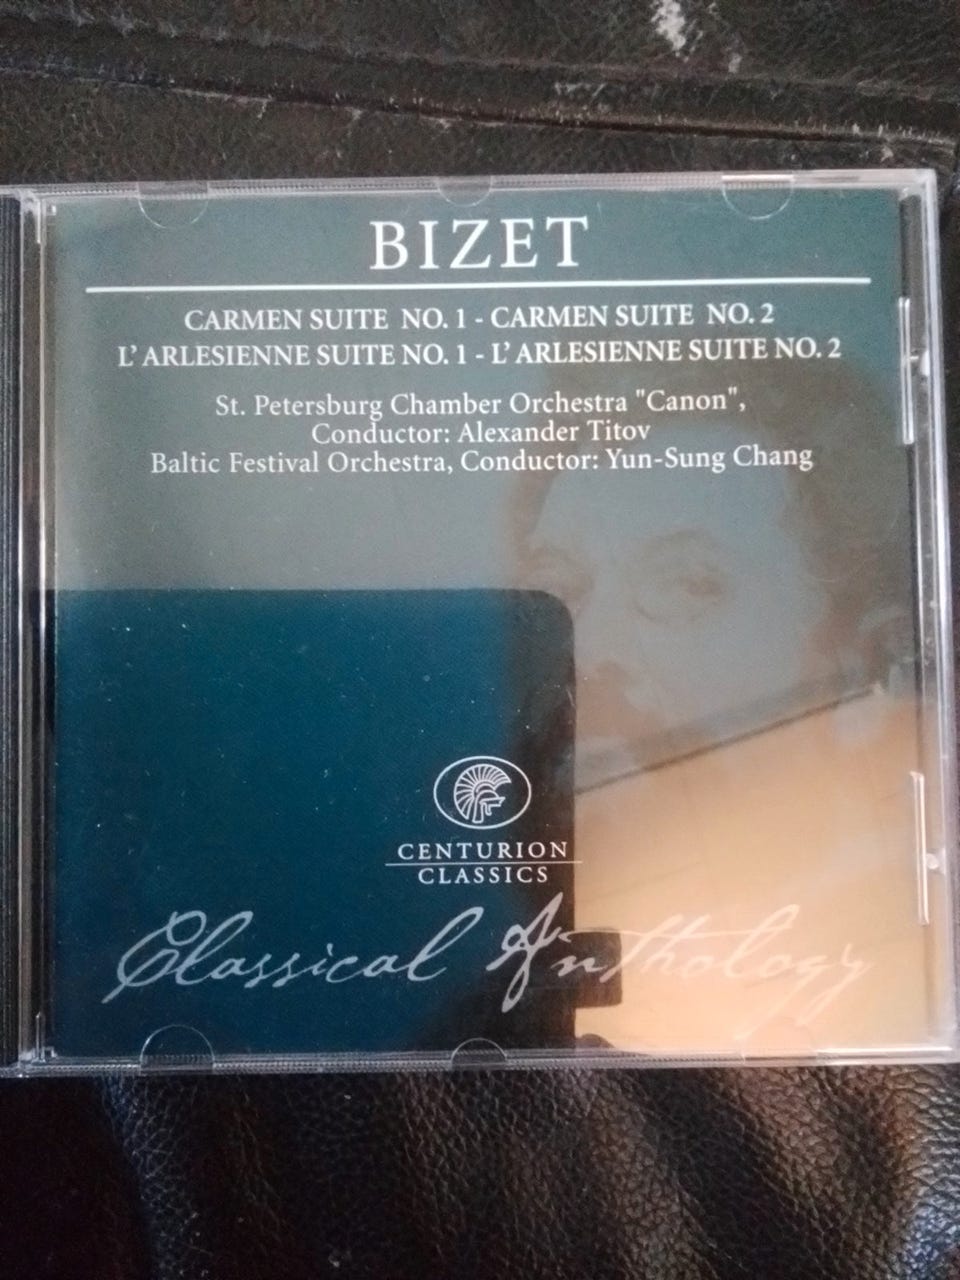 BIZET
CARMEN SUITE NO. 1 - CARMEN SUITE NO. 2
L' ARLESIENNE SUITE NO. 1 - L' ARLESIENNE SUITE NO. 2
St. Petersburg Chamber Orchestra "Canon",
Conductor: Alexander Titov
Baltic Festival Orchestra, Conductor: Yun-Sung Chang
CENTURION
CLASSICS
Classical Anthology